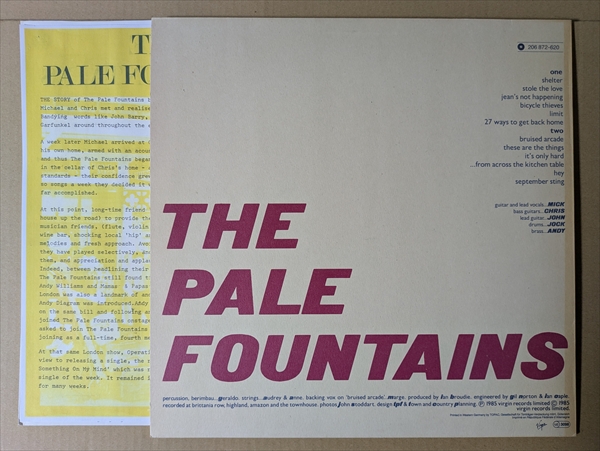 T
PALE FO
THE STORY of The Pale Fountains b
Michael and Chris met and realise
bandying words like John Barry,
Garfunkel around throughout the e
A week later Michael arrived at
his own home, armed with an acou
and thus The Pale Fountains began
in the cellar of Chris's home -
standards - their confidence grew
so songs a week they decided it w
far accomplished.
At this point, long-time friend
house up the road) to provide the
musician friends, (flute, violin
wine bar, shocking local 'hip' a
melodies and fresh approach. Avo
they have played selectively, An
them, and appreciation and appla
Indeed, between headlining their
The Pale Fountains still found t
Andy Williams and Mamas & Papas
London was also a landmark of an
Andy Diagram was introduced. Andy
on the same bill and following a
joined The Pale Fountains onstage
asked to join The Pale Fountains
joining as a full-time, fourth me
At that same London show, Operati
view to releasing a single, the r
Something On My Mind' which was r
single of the week. It remained i
for many weeks.
206 872-620
one
shelter
stole the love
jean's not happening
bicycle thieves
limit
27 ways to get back home
two
bruised arcade
these are the things
it's only hard
...from across the kitchen table
hey
september sting
guitar and lead vocals..MICK
bass guitars..CHRIS
lead guitar..JOHN
drums..JOCK
brass..ANDY
THE
PALE
FOUNTAINS
percussion, berimbau..geraldo. strings..audrey & anne. backing vox on 'bruised arcade'..marge. produced by ian broudie. engineered by gil norton & ian
recorded at brittania row, highland, amazon and the townhouse. photos john stoddart. design fpf & town and country planning. Ⓟ 1985 virgin records limited © 1985
virgin records limited.
Virgin